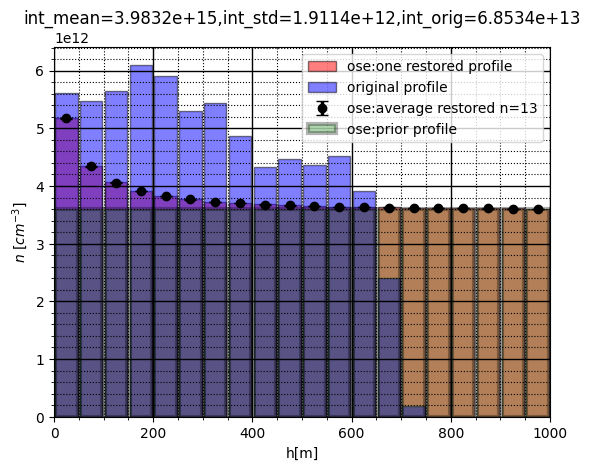 int_mean=3.9832e+15,int_std=1.9114e+12,int_orig=6.8534e+13
1e12
ose:one restored profile
original profile
ose:average restored n=13
ose:prior profile
6
5
4
3
2
1
0
n [cm⁻³]
0 200 400 600 800 1000
h[m]